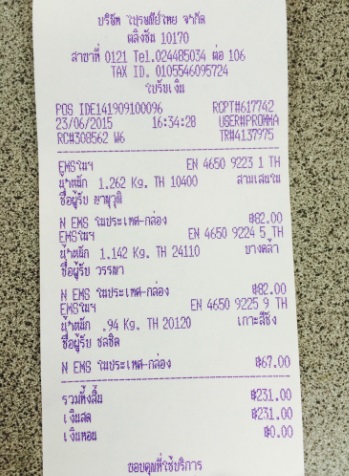 บริษัท ไปรษณีย์ไทย จำกัด
ตลิ่งชัน 10170
สาขาที่ 0121 Tel.024485034 ต่อ 106
TAX ID. 0105546095724
ใบรับเงิน
POS IDE141909100096 RCPT#617742
23/06/2015 16:34:28 USER#PROMMA
RC#308562 W6 TR#4137975
EMSในฯ EN 4650 9223 1 TH
น้ำหนัก 1.262 Kg. TH 10400 สามเสนใน
ชื่อผู้รับ ยานุวุฒิ
N EMS ในประเทศ-กล่อง ฿82.00
EMSในฯ EN 4650 9224 5 TH
น้ำหนัก 1.142 Kg. TH 24110 บางคล้า
ชื่อผู้รับ วรรษา
N EMS ในประเทศ-กล่อง ฿82.00
EMSในฯ EN 4650 9225 9 TH
น้ำหนัก .94 Kg. TH 20120 เกาะสีชัง
ชื่อผู้รับ ชลธิล
N EMS ในประเทศ-กล่อง ฿67.00
รวมทั้งสิ้น ฿231.00
เงินสด ฿231.00
เงินทอน ฿0.00
ขอบคุณที่ใช้บริการ